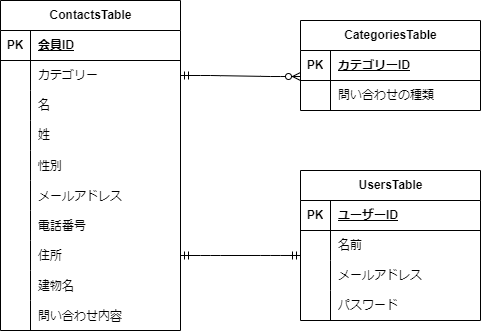 ContactsTable
PK 会員ID
カテゴリー
名
姓
性別
メールアドレス
電話番号
住所
建物名
問い合わせ内容
CategoriesTable
PK カテゴリーID
問い合わせの種類
UsersTable
PK ユーザーID
名前
メールアドレス
パスワード